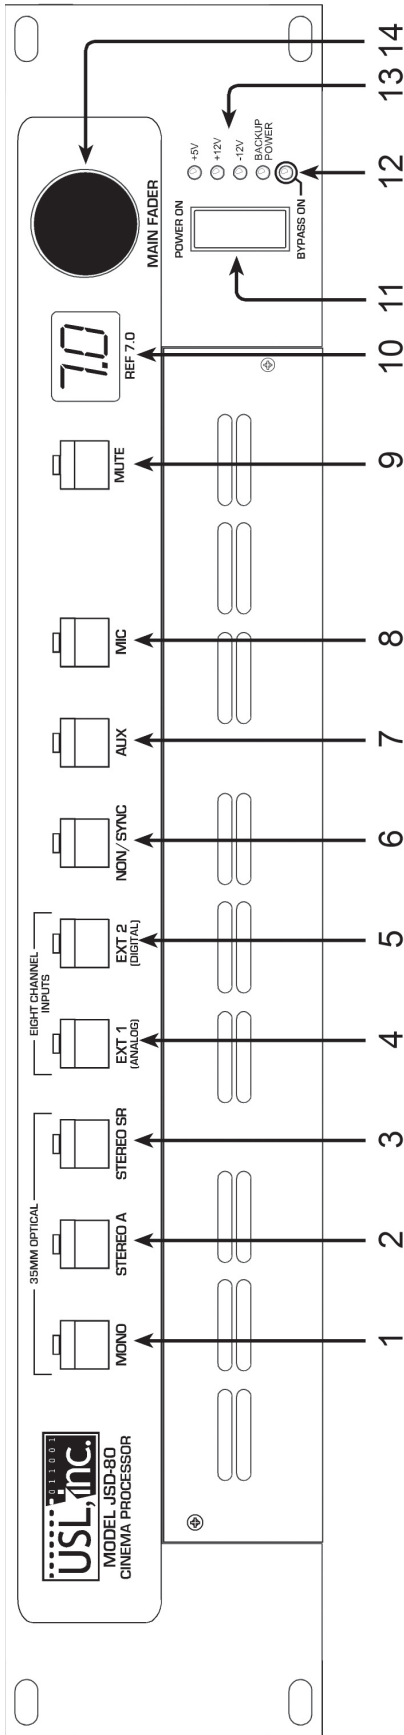 011001
USL, inc.
MODEL JSD-80
CINEMA PROCESSOR
35MM OPTICAL
MONO
STEREO A
STEREO SR
EIGHT CHANNEL
INPUTS
EXT 1
(ANALOG)
EXT 2
(DIGITAL)
NON/SYNC
AUX
MIC
MUTE
7.0
REF 7.0
MAIN FADER
POWER ON
BYPASS ON
+5V
+12V
-12V
BACKUP
POWER
1
2
3
4
5
6
7
8
9
10
11
12
13
14